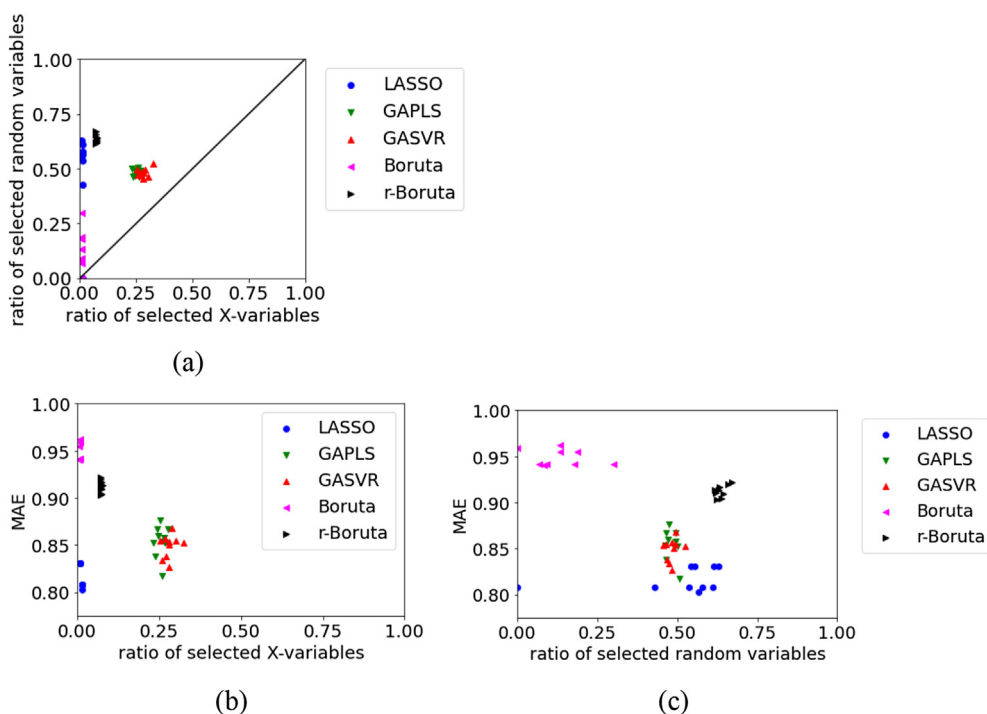 ratio of selected random variables
1.00
0.75
0.50
0.25
0.00
0.00 0.25 0.50 0.75 1.00
ratio of selected X-variables
LASSO
GAPLS
GASVR
Boruta
r-Boruta
(a)
MAE
1.00
0.95
0.90
0.85
0.80
0.00 0.25 0.50 0.75 1.00
ratio of selected X-variables
LASSO
GAPLS
GASVR
Boruta
r-Boruta
(b)
MAE
1.00
0.95
0.90
0.85
0.80
0.00 0.25 0.50 0.75 1.00
ratio of selected random variables
LASSO
GAPLS
GASVR
Boruta
r-Boruta
(c)